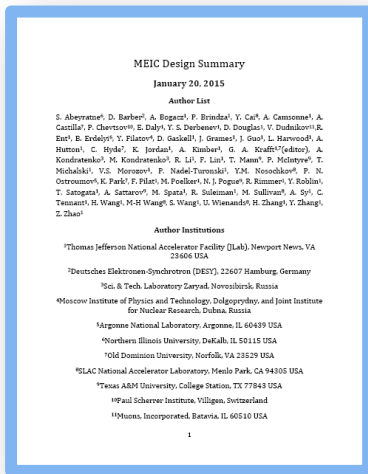 MEIC Design Summary
January 20. 2015
Author List
S. Abeyratne⁶, D. Barber², A. Bogacz¹, P. Brindza¹, Y. Cai⁸, A. Camsonne¹, A.
Castilla⁷, P. Chevtsov¹⁰, E. Daly¹, Y. S. Derbenev¹, D. Douglas¹, V. Dudnikov¹¹,R.
Ent¹, B. Erdelyi⁶, Y. Filatov⁴, D. Gaskell¹, J. Grames¹, J. Guo¹, L. Harwood¹, A.
Hutton¹, C. Hyde⁷, K. Jordan¹, A. Kimber¹, G. A. Krafft¹,⁷(editor), A.
Kondratenko³, M. Kondratenko³, R. Li¹, F. Lin¹, T. Mann⁹, P. McIntyre⁹, T.
Michalski¹, V.S. Morozov¹, P. Nadel-Turonski¹, Y.M. Nosochkov⁸, P. N.
Ostroumov⁵, K. Park⁷, F. Pilat¹, M. Poelker¹, N. J. Pogue⁹, R. Rimmer¹, Y. Roblin¹,
T. Satogata¹, A. Sattarov⁹, M. Spata¹, R. Suleiman¹, M. Sullivan⁸, A. Sy¹, C.
Tennant¹, H. Wang¹, M-H Wang⁸, S. Wang¹, U. Wienands⁸, H. Zhang¹, Y. Zhang¹,
Z. Zhao¹
Author Institutions
¹Thomas Jefferson National Accelerator Facility (JLab), Newport News, VA
23606 USA
²Deutsches Elektronen-Synchrotron (DESY), 22607 Hamburg, Germany
³Sci. & Tech. Laboratory Zaryad, Novosibirsk, Russia
⁴Moscow Institute of Physics and Technology, Dolgoprydny, and Joint Institute
for Nuclear Research, Dubna, Russia
⁵Argonne National Laboratory, Argonne, IL 60439 USA
⁶Northern Illinois University, DeKalb, IL 50115 USA
⁷Old Dominion University, Norfolk, VA 23529 USA
⁸SLAC National Accelerator Laboratory, Menlo Park, CA 94305 USA
⁹Texas A&M University, College Station, TX 77843 USA
¹⁰Paul Scherrer Institute, Villigen, Switzerland
¹¹Muons, Incorporated, Batavia, IL 60510 USA
1